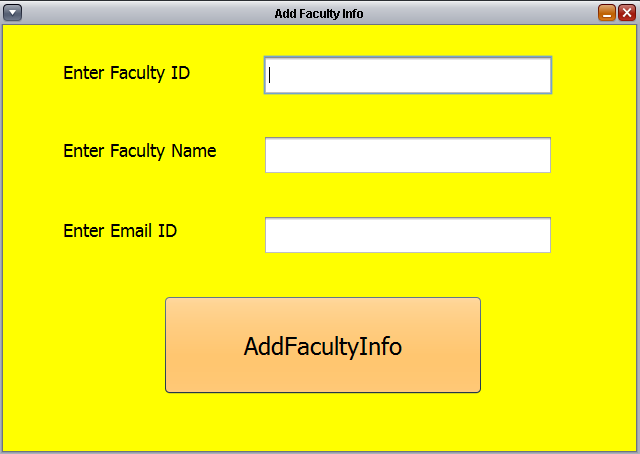 Add Faculty Info
Enter Faculty ID
Enter Faculty Name
Enter Email ID
AddFacultyInfo